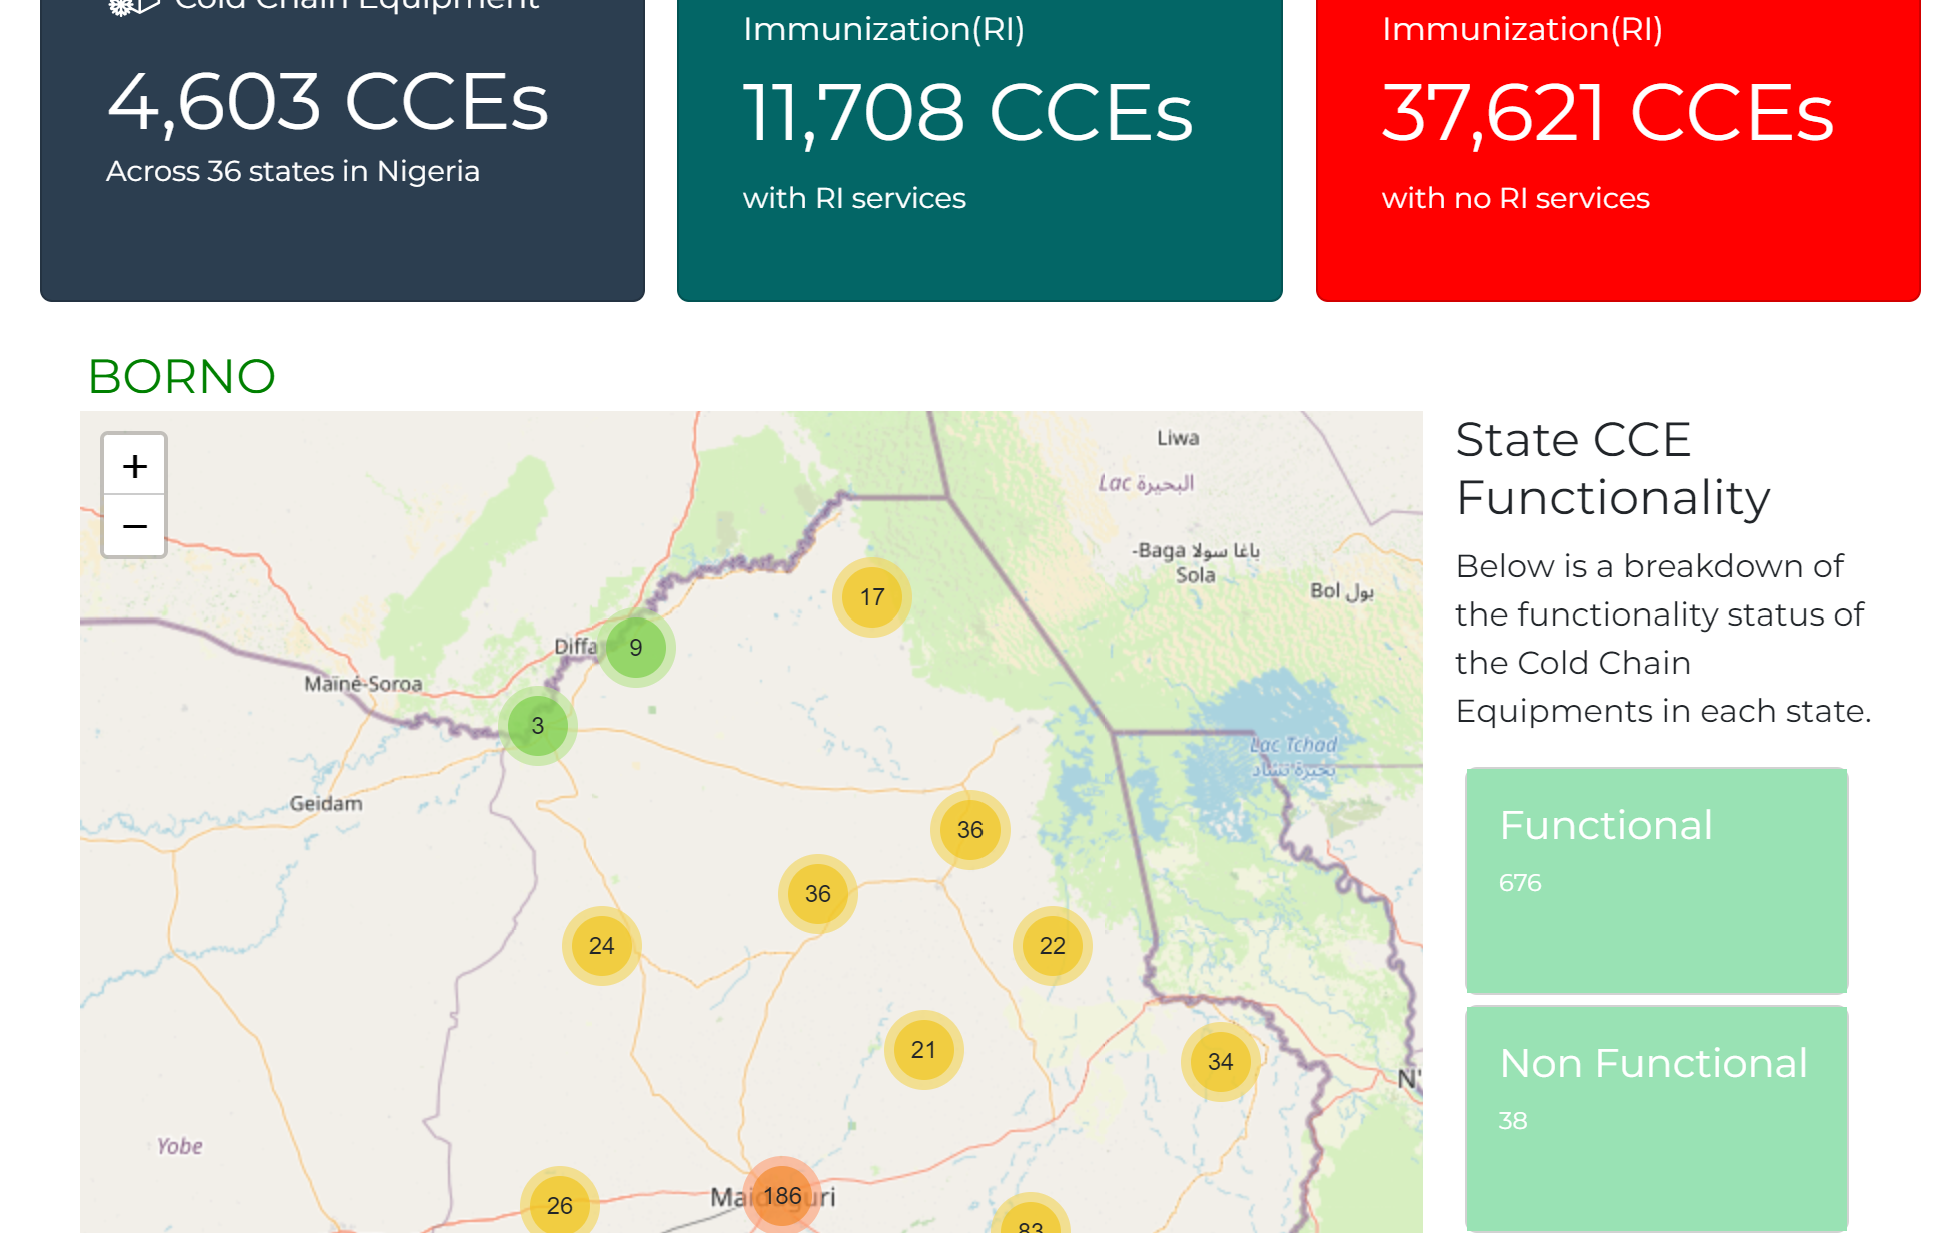 Cold Chain Equipment
4,603 CCEs
Across 36 states in Nigeria
Immunization(RI)
11,708 CCEs
with RI services
Immunization(RI)
37,621 CCEs
with no RI services
BORNO
+
−
Liwa
Lac البحيرة
-Baga باغا سولا
Sola
Bol بول
17
Diffa
9
Maïné-Soroa
3
Lac Tchad
بحيرة تشاد
Geidam
36
36
24
22
21
34
N'
Yobe
26
186
83
State CCE
Functionality
Below is a breakdown of
the functionality status of
the Cold Chain
Equipments in each state.
Functional
676
Non Functional
38